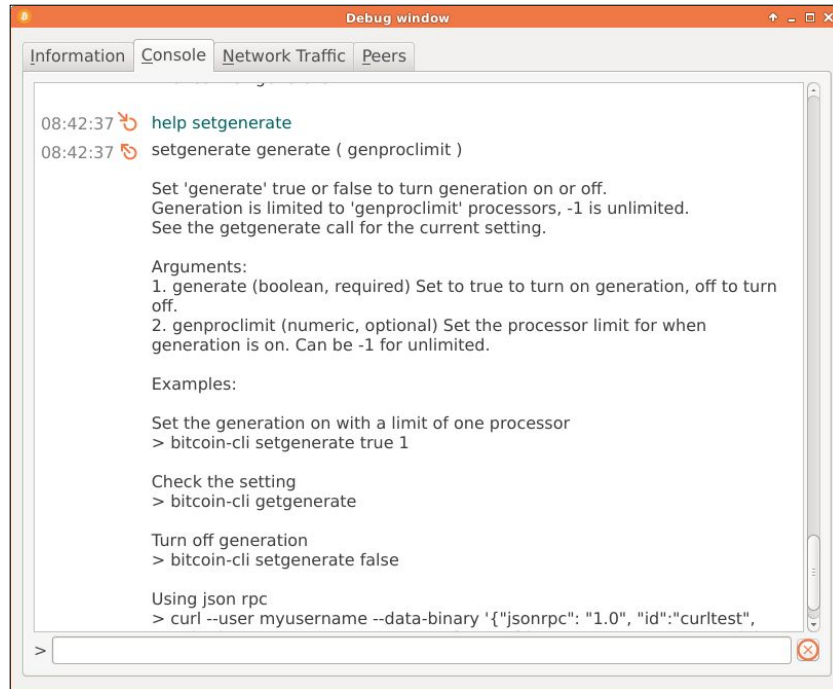 Debug window
Information Console Network Traffic Peers
08:42:37 help setgenerate
08:42:37 setgenerate generate ( genproclimit )
Set 'generate' true or false to turn generation on or off.
Generation is limited to 'genproclimit' processors, -1 is unlimited.
See the getgenerate call for the current setting.
Arguments:
1. generate (boolean, required) Set to true to turn on generation, off to turn
off.
2. genproclimit (numeric, optional) Set the processor limit for when
generation is on. Can be -1 for unlimited.
Examples:
Set the generation on with a limit of one processor
> bitcoin-cli setgenerate true 1
Check the setting
> bitcoin-cli getgenerate
Turn off generation
> bitcoin-cli setgenerate false
Using json rpc
> curl --user myusername --data-binary '{"jsonrpc": "1.0", "id":"curltest",
>